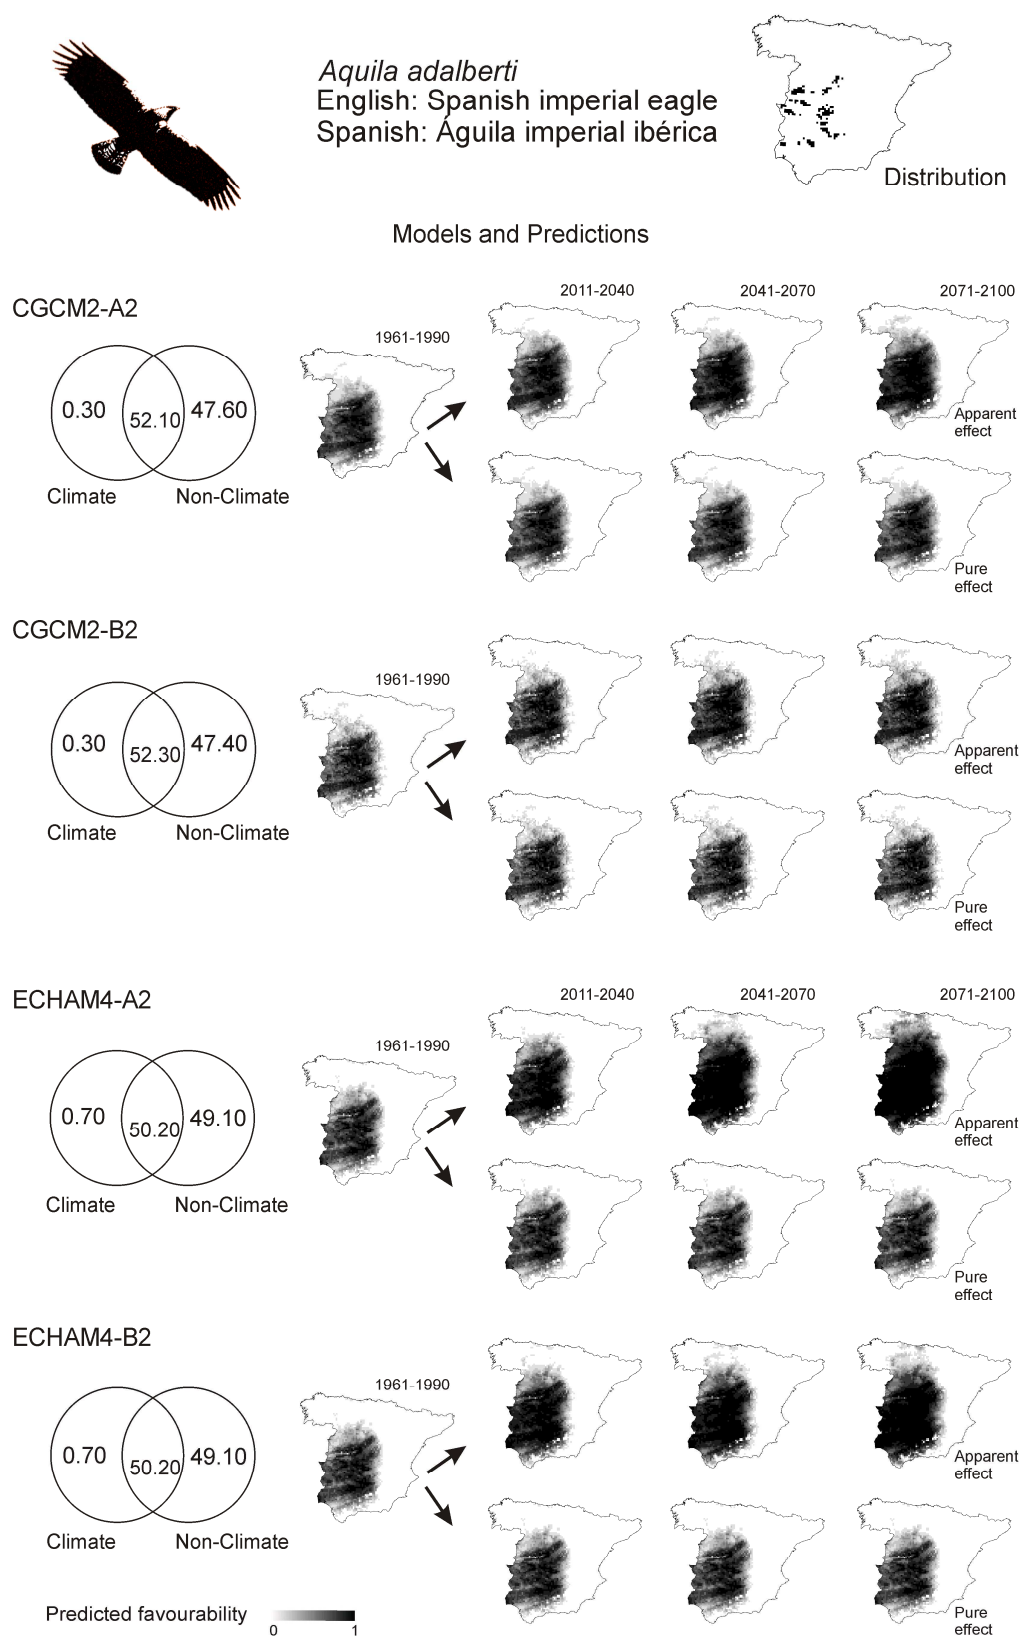 Aquila adalberti
English: Spanish imperial eagle
Spanish: Águila imperial ibérica
Distribution
Models and Predictions
CGCM2-A2
2011-2040
2041-2070
2071-2100
1961-1990
0.30
52.10
47.60
Climate
Non-Climate
Apparent
effect
Pure
effect
CGCM2-B2
1961-1990
0.30
52.30
47.40
Climate
Non-Climate
Apparent
effect
Pure
effect
ECHAM4-A2
2011-2040
2041-2070
2071-2100
1961-1990
0.70
50.20
49.10
Climate
Non-Climate
Apparent
effect
Pure
effect
ECHAM4-B2
1961-1990
0.70
50.20
49.10
Climate
Non-Climate
Apparent
effect
Pure
effect
Predicted favourability
0
1